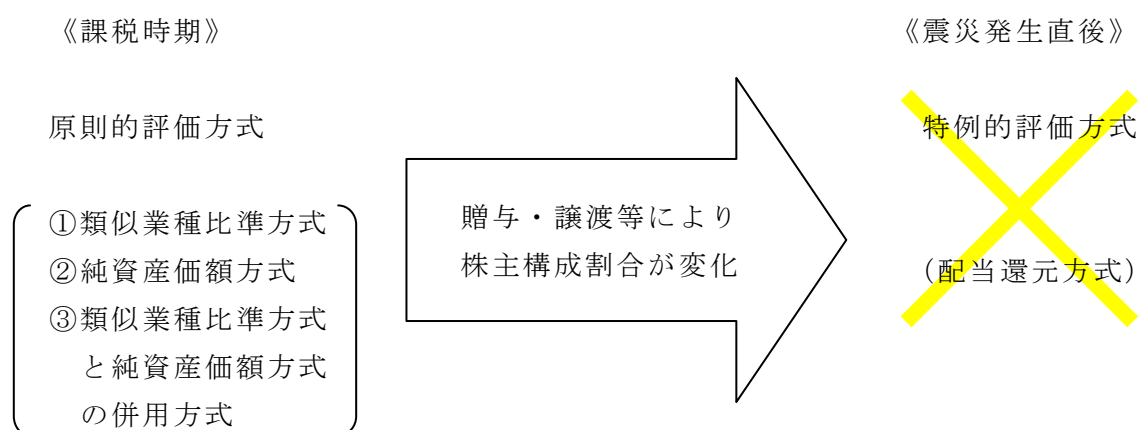 《課税時期》
原則的評価方式
①類似業種比準方式
②純資産価額方式
③類似業種比準方式
と純資産価額方式
の併用方式
贈与・譲渡等により
株主構成割合が変化
《震災発生直後》
特例的評価方式
(配当還元方式)